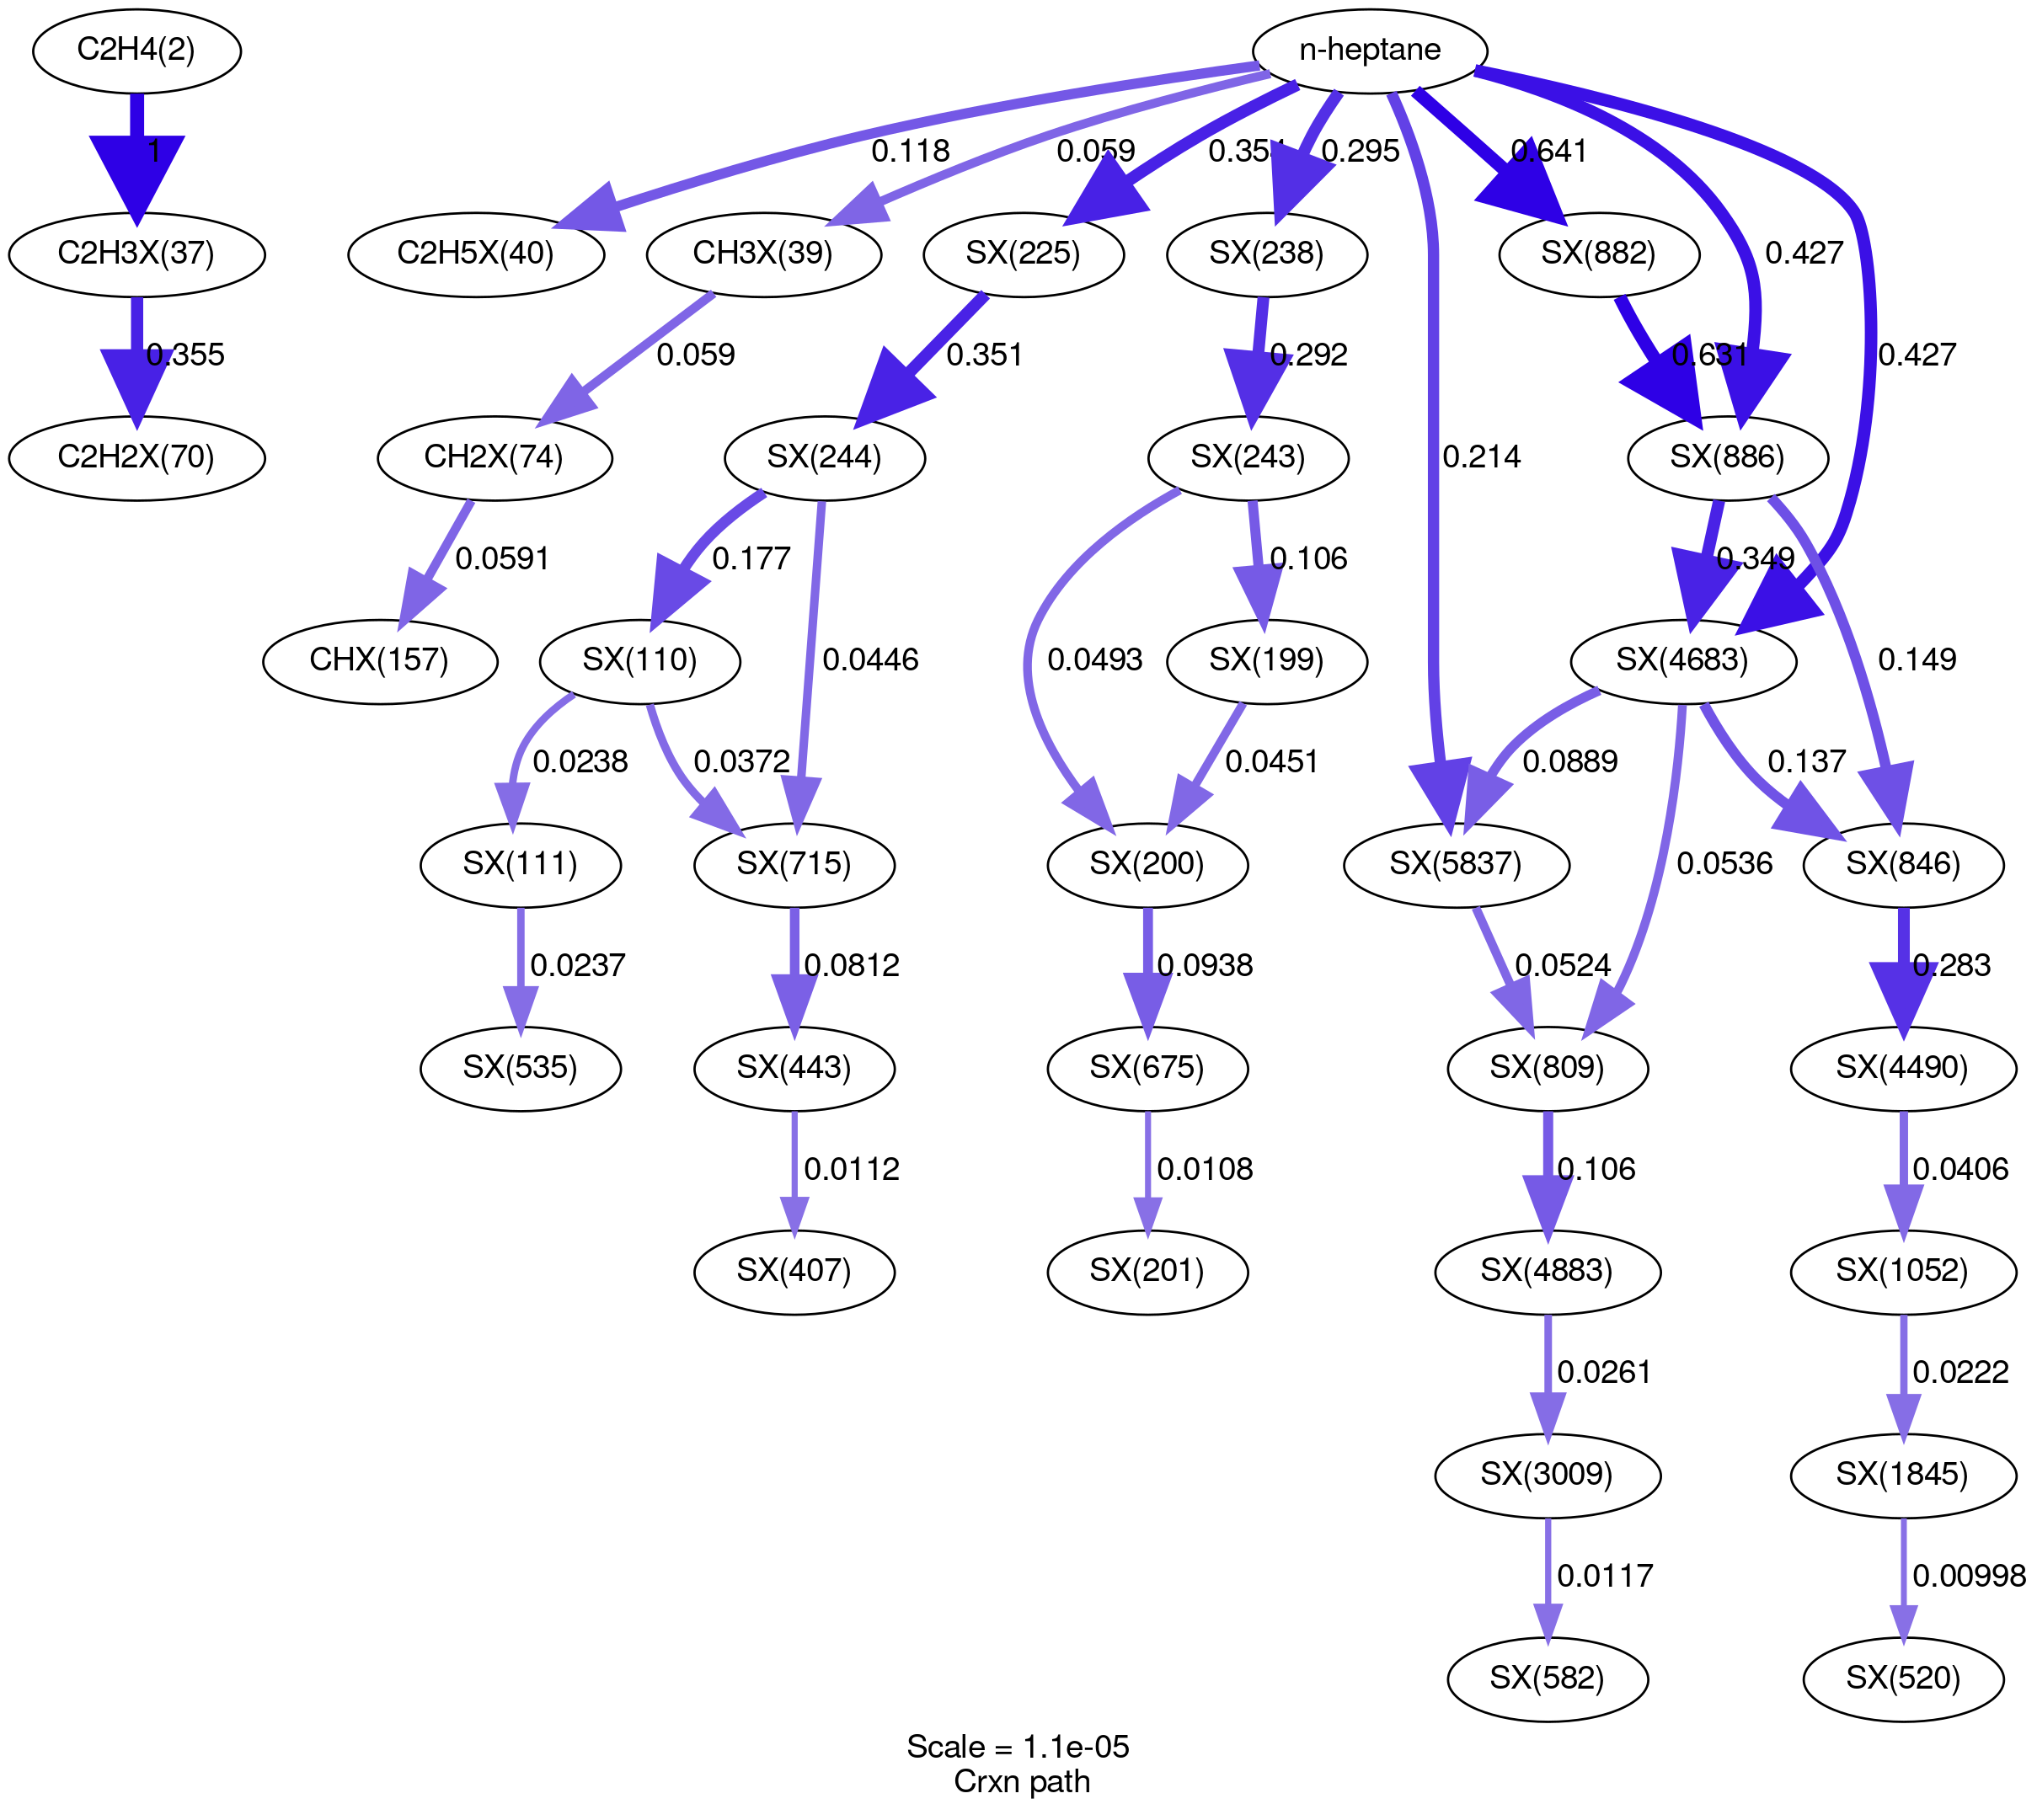 C2H4(2)
n-heptane
1
0.118
0.059
0.354
0.295
0.641
0.427
0.427
C2H3X(37)
C2H5X(40)
CH3X(39)
SX(225)
SX(238)
SX(882)
0.355
0.059
0.351
0.292
0.214
0.631
C2H2X(70)
CH2X(74)
SX(244)
SX(243)
SX(886)
0.0591
0.177
0.0446
0.0493
0.106
0.349
0.149
CHX(157)
SX(110)
SX(199)
SX(4683)
0.0238
0.0372
0.0451
0.0889
0.0536
0.137
SX(111)
SX(715)
SX(200)
SX(5837)
SX(846)
0.0237
0.0812
0.0938
0.0524
0.283
SX(535)
SX(443)
SX(675)
SX(809)
SX(4490)
0.0112
0.0108
0.106
0.0406
SX(407)
SX(201)
SX(4883)
SX(1052)
0.0261
0.0222
SX(3009)
SX(1845)
0.0117
0.00998
SX(582)
SX(520)
Scale = 1.1e-05
Crxn path